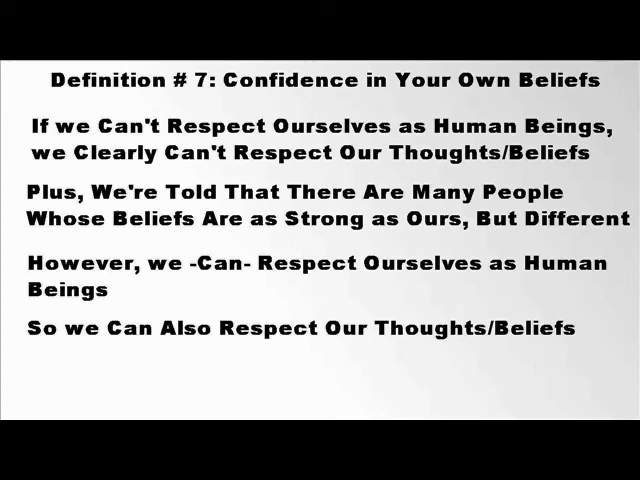 Definition # 7: Confidence in Your Own Beliefs
If we Can't Respect Ourselves as Human Beings,
we Clearly Can't Respect Our Thoughts/Beliefs
Plus, We're Told That There Are Many People
Whose Beliefs Are as Strong as Ours, But Different
However, we -Can- Respect Ourselves as Human
Beings
So we Can Also Respect Our Thoughts/Beliefs